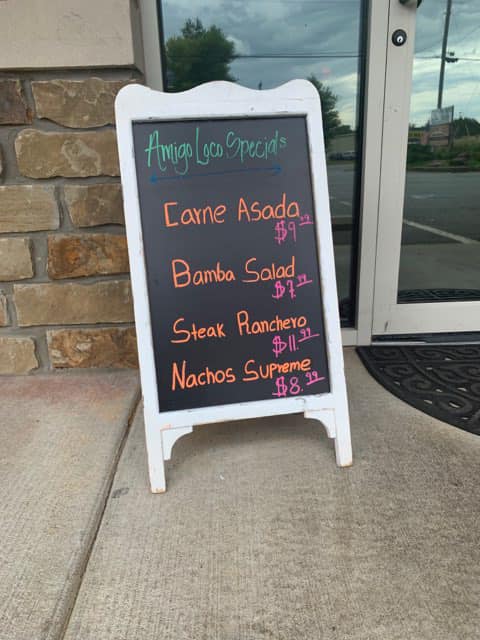 Amigo Loco Specials
Carne Asada
$9.99
Bamba Salad
$7.99
Steak Ranchero
$11.99
Nachos Supreme
$8.99